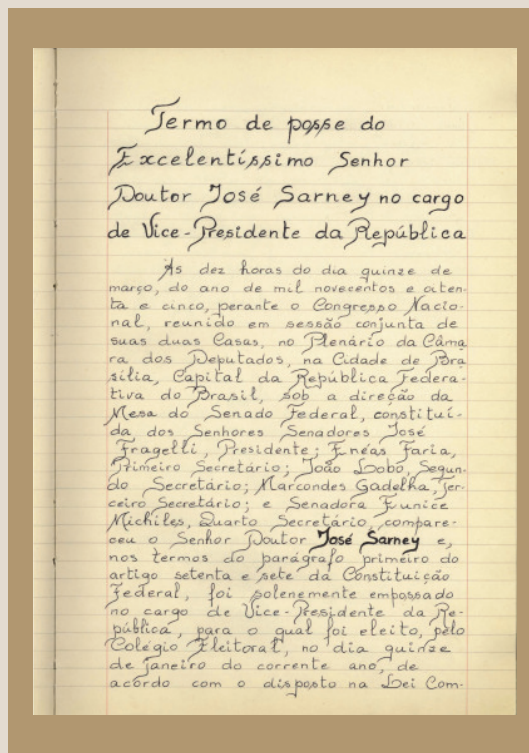 Termo de posse do
Excelentíssimo Senhor
Doutor José Sarney no cargo
de Vice-Presidente da República
Às dez horas do dia quinze de
março, do ano de mil novecentos e oiten-
ta e cinco, perante o Congresso Nacio-
nal, reunido em sessão conjunta de
suas duas Casas, no Plenário da Câma
ra dos Deputados, na Cidade de Bra
sília, Capital da República Federa-
tiva do Brasil, sob a direção da
Mesa do Senado Federal, constituí-
da dos Senhores Senadores José
Fragelli, Presidente; Enéas Faria,
Primeiro Secretário; João Lobo, Segun-
do Secretário; Marcondes Gadelha, Ter-
ceiro Secretário; e Senadora Eunice
Michiles, Quarto Secretário, compare-
ceu o Senhor Doutor José Sarney e,
nos termos do parágrafo primeiro do
artigo setenta e sete da Constituição
Federal, foi solenemente empossado
no cargo de Vice-Presidente da Re-
pública, para o qual foi eleito, pelo
Colégio Eleitoral, no dia quinze
de janeiro do corrente ano, de
acordo com o disposto na Lei Com-